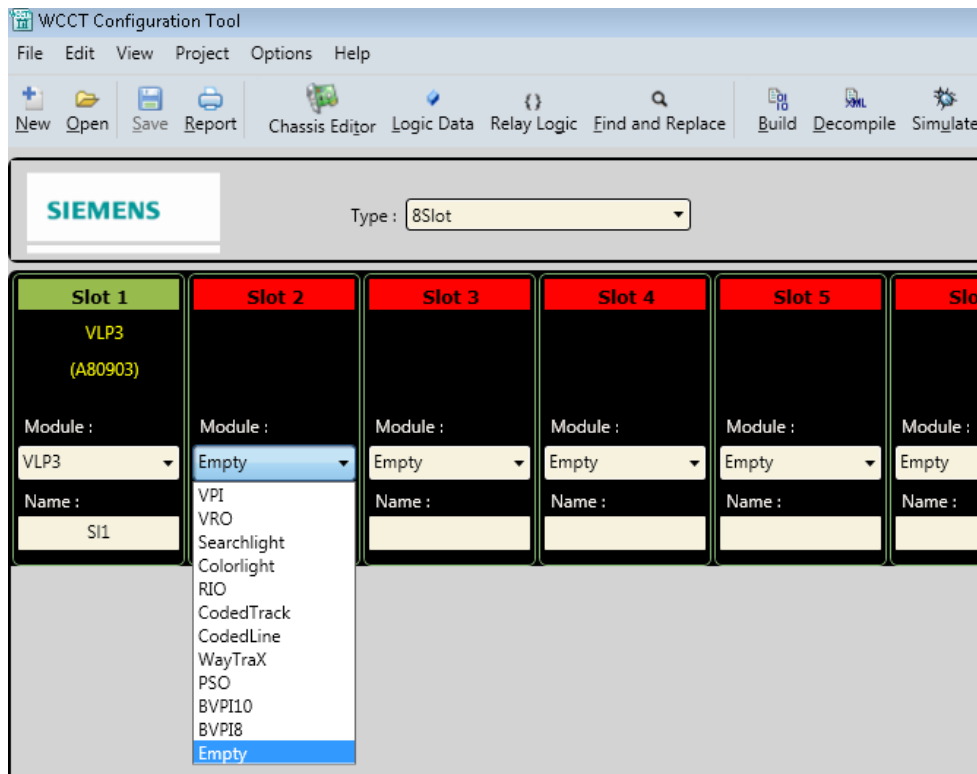 WCCT Configuration Tool
File Edit View Project Options Help
New Open Save Report Chassis Editor Logic Data Relay Logic Find and Replace Build Decompile Simulate
SIEMENS
Type : 8Slot
Slot 1 Slot 2 Slot 3 Slot 4 Slot 5 Slo
VLP3
(A80903)
Module : Module : Module : Module : Module : Module :
VLP3 Empty Empty Empty Empty Empty
Name : Name : Name : Name : Name :
SI1
VPI
VRO
Searchlight
Colorlight
RIO
CodedTrack
CodedLine
WayTraX
PSO
BVPI10
BVPI8
Empty